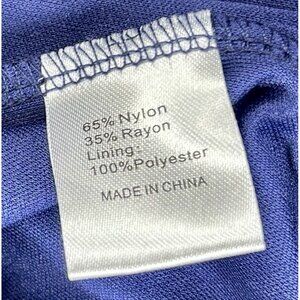 65% Nylon
35% Rayon
Lining:
100%Polyester
MADE IN CHINA